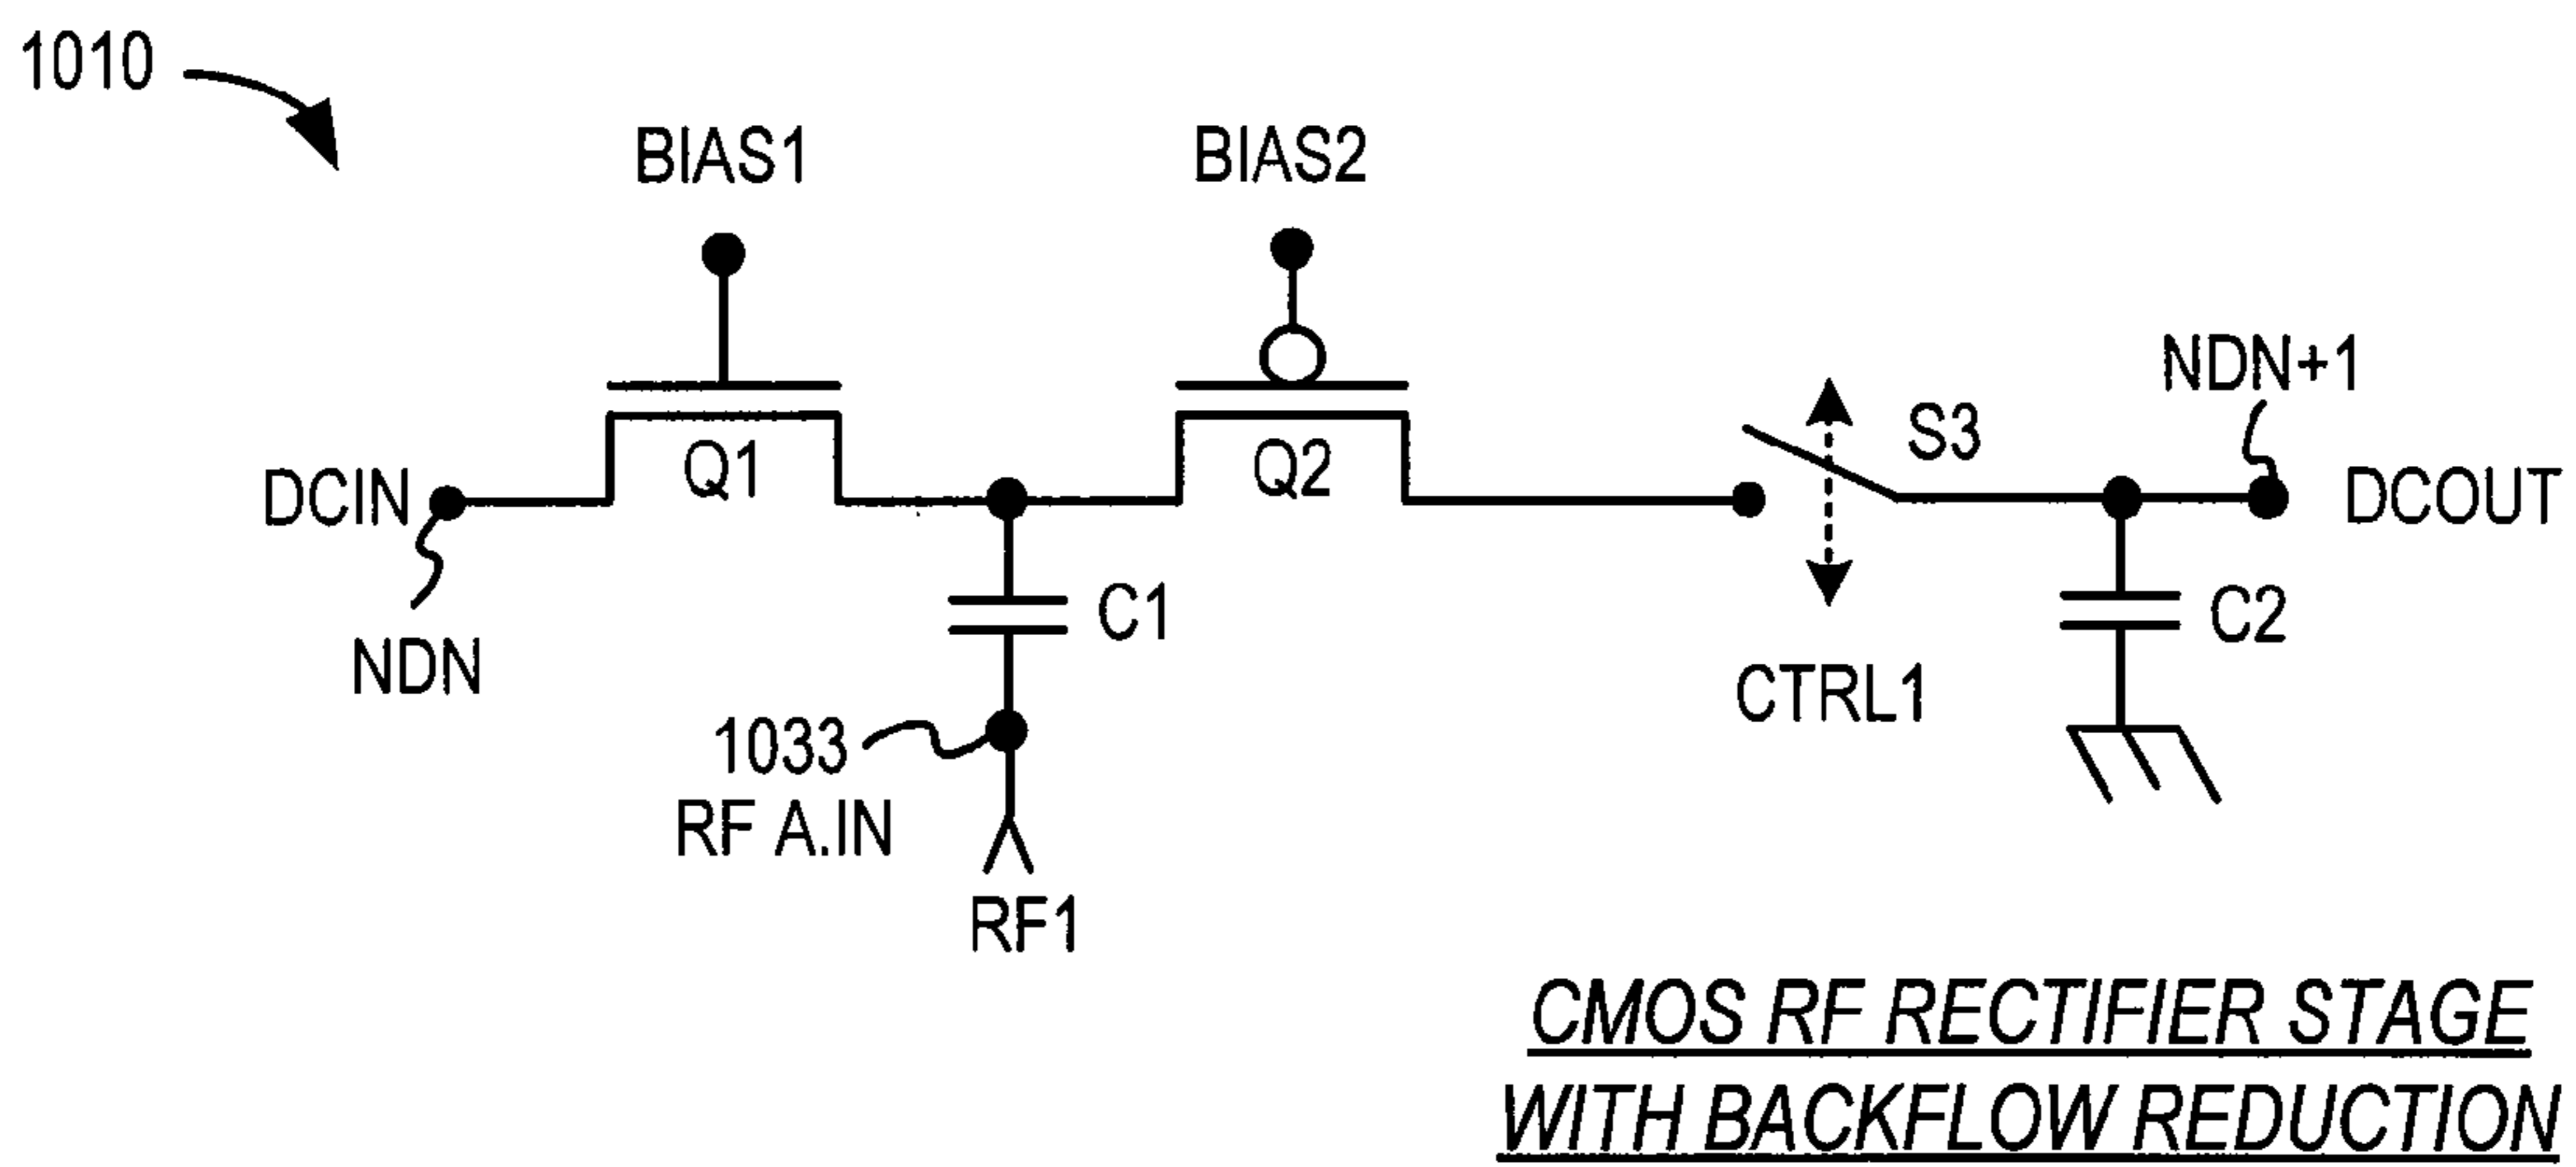 1010
BIAS1
BIAS2
NDN+1
S3
Q1
Q2
DCIN
DCOUT
C1
C2
NDN
CTRL1
1033
RF A.IN
RF1
CMOS RF RECTIFIER STAGE
WITH BACKFLOW REDUCTION